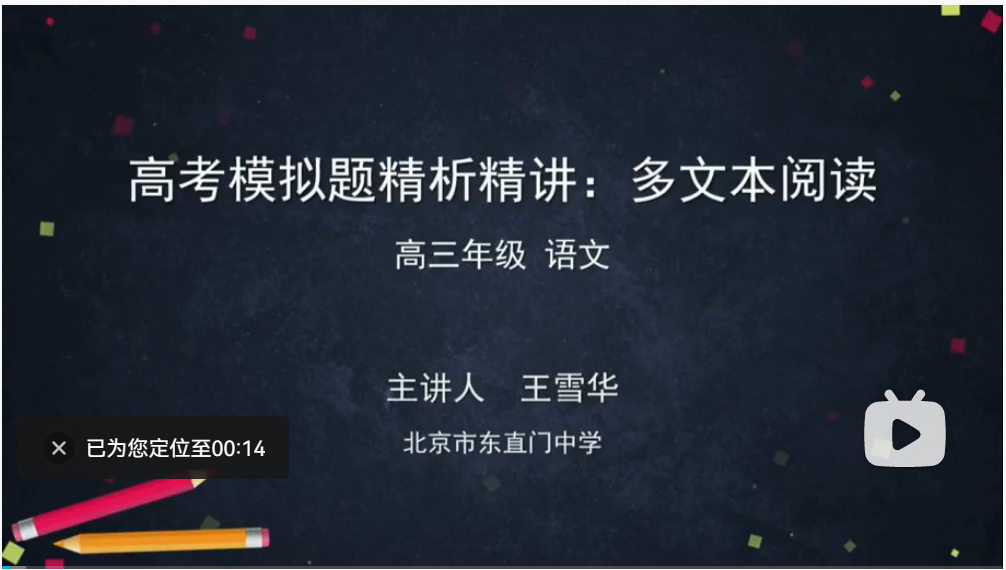 高考模拟题精析精讲：多文本阅读
高三年级 语文
主讲人 王雪华
北京市东直门中学
已为您定位至00:14